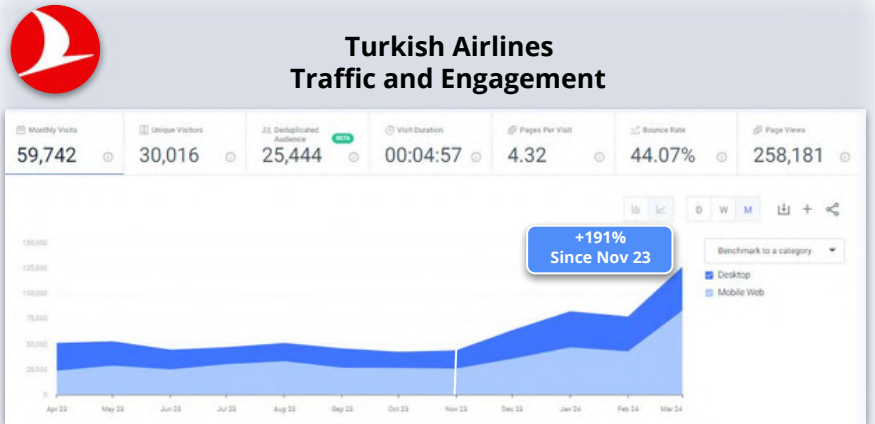 Turkish Airlines
Traffic and Engagement
Monthly Visits
59,742
Unique Visitors
30,016
Deduplicated
Audience
BETA
25,444
Visit Duration
00:04:57
Pages Per Visit
4.32
Bounce Rate
44.07%
Page Views
258,181
D W M
+191%
Since Nov 23
Benchmark to a category
Desktop
Mobile Web
150,000
125,000
100,000
75,000
50,000
25,000
0
Apr 23 May 23 Jun 23 Jul 23 Aug 23 Sep 23 Oct 23 Nov 23 Dec 23 Jan 24 Feb 24 Mar 24